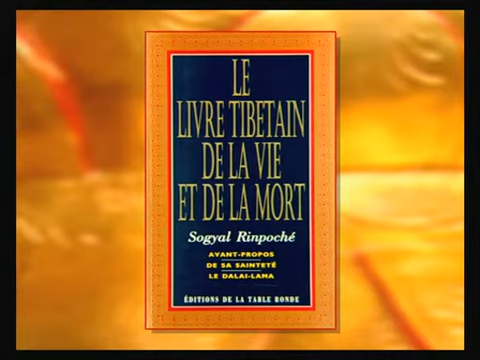 LE
LIVRE TIBETAIN
DE LA VIE
ET DE LA MORT
Sogyal Rinpoché
AVANT-PROPOS
DE SA SAINTETÉ
LE DALAI-LAMA
ÉDITIONS DE LA TABLE RONDE